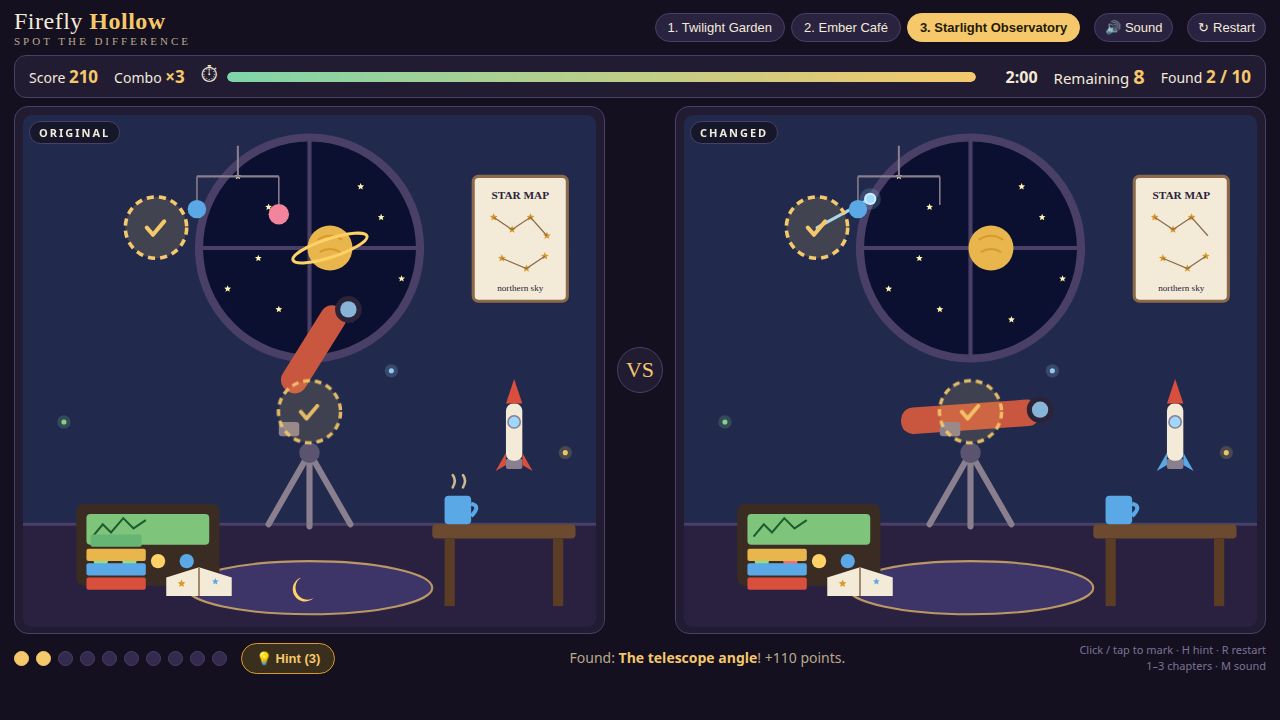 Firefly Hollow
SPOT THE DIFFERENCE
1. Twilight Garden
2. Ember Café
3. Starlight Observatory
🔊 Sound
↻ Restart
Score 210
Combo ×3
2:00
Remaining 8
Found 2 / 10
ORIGINAL
STAR MAP
northern sky
VS
CHANGED
STAR MAP
northern sky
💡 Hint (3)
Found: The telescope angle! +110 points.
Click / tap to mark · H hint · R restart
1–3 chapters · M sound